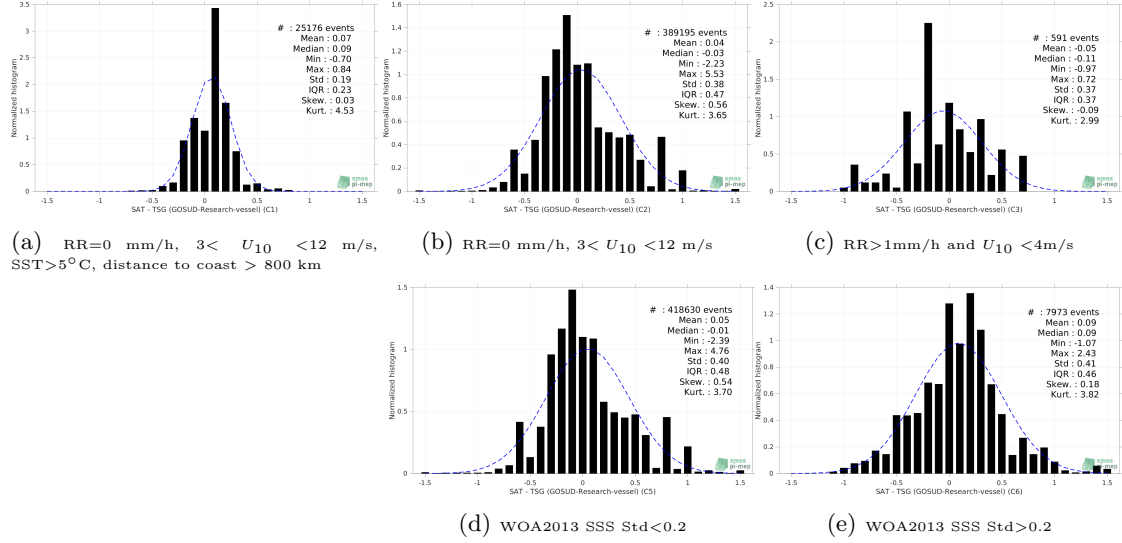 3.5
3
2.5
2
1.5
1
0.5
0
Normalized histogram
-1.5 -1 -0.5 0 0.5 1 1.5
SAT - TSG (GOSUD-Research-vessel) (C1)
# : 25176 events
Mean : 0.07
Median : 0.09
Min : -0.70
Max : 0.84
Std : 0.19
IQR : 0.23
Skew. : 0.03
Kurt. : 4.53
smos
pi-mep
(a) RR=0 mm/h, 3< U10 <12 m/s,
SST>5°C, distance to coast > 800 km
1.6
1.4
1.2
1
0.8
0.6
0.4
0.2
0
Normalized histogram
-1.5 -1 -0.5 0 0.5 1 1.5
SAT - TSG (GOSUD-Research-vessel) (C2)
# : 389195 events
Mean : 0.04
Median : -0.03
Min : -2.23
Max : 5.53
Std : 0.38
IQR : 0.47
Skew. : 0.56
Kurt. : 3.65
smos
pi-mep
(b) RR=0 mm/h, 3< U10 <12 m/s
2.5
2
1.5
1
0.5
0
Normalized histogram
-1.5 -1 -0.5 0 0.5 1 1.5
SAT - TSG (GOSUD-Research-vessel) (C3)
# : 591 events
Mean : -0.05
Median : -0.11
Min : -0.97
Max : 0.72
Std : 0.37
IQR : 0.37
Skew. : -0.09
Kurt. : 2.99
smos
pi-mep
(c) RR>1mm/h and U10 <4m/s
1.5
1
0.5
0
Normalized histogram
-1.5 -1 -0.5 0 0.5 1 1.5
SAT - TSG (GOSUD-Research-vessel) (C5)
# : 418630 events
Mean : 0.05
Median : -0.01
Min : -2.39
Max : 4.76
Std : 0.40
IQR : 0.48
Skew. : 0.54
Kurt. : 3.70
smos
pi-mep
(d) WOA2013 SSS Std<0.2
1.4
1.2
1
0.8
0.6
0.4
0.2
0
Normalized histogram
-1.5 -1 -0.5 0 0.5 1 1.5
SAT - TSG (GOSUD-Research-vessel) (C6)
# : 7973 events
Mean : 0.09
Median : 0.09
Min : -1.07
Max : 2.43
Std : 0.41
IQR : 0.46
Skew. : 0.18
Kurt. : 3.82
smos
pi-mep
(e) WOA2013 SSS Std>0.2